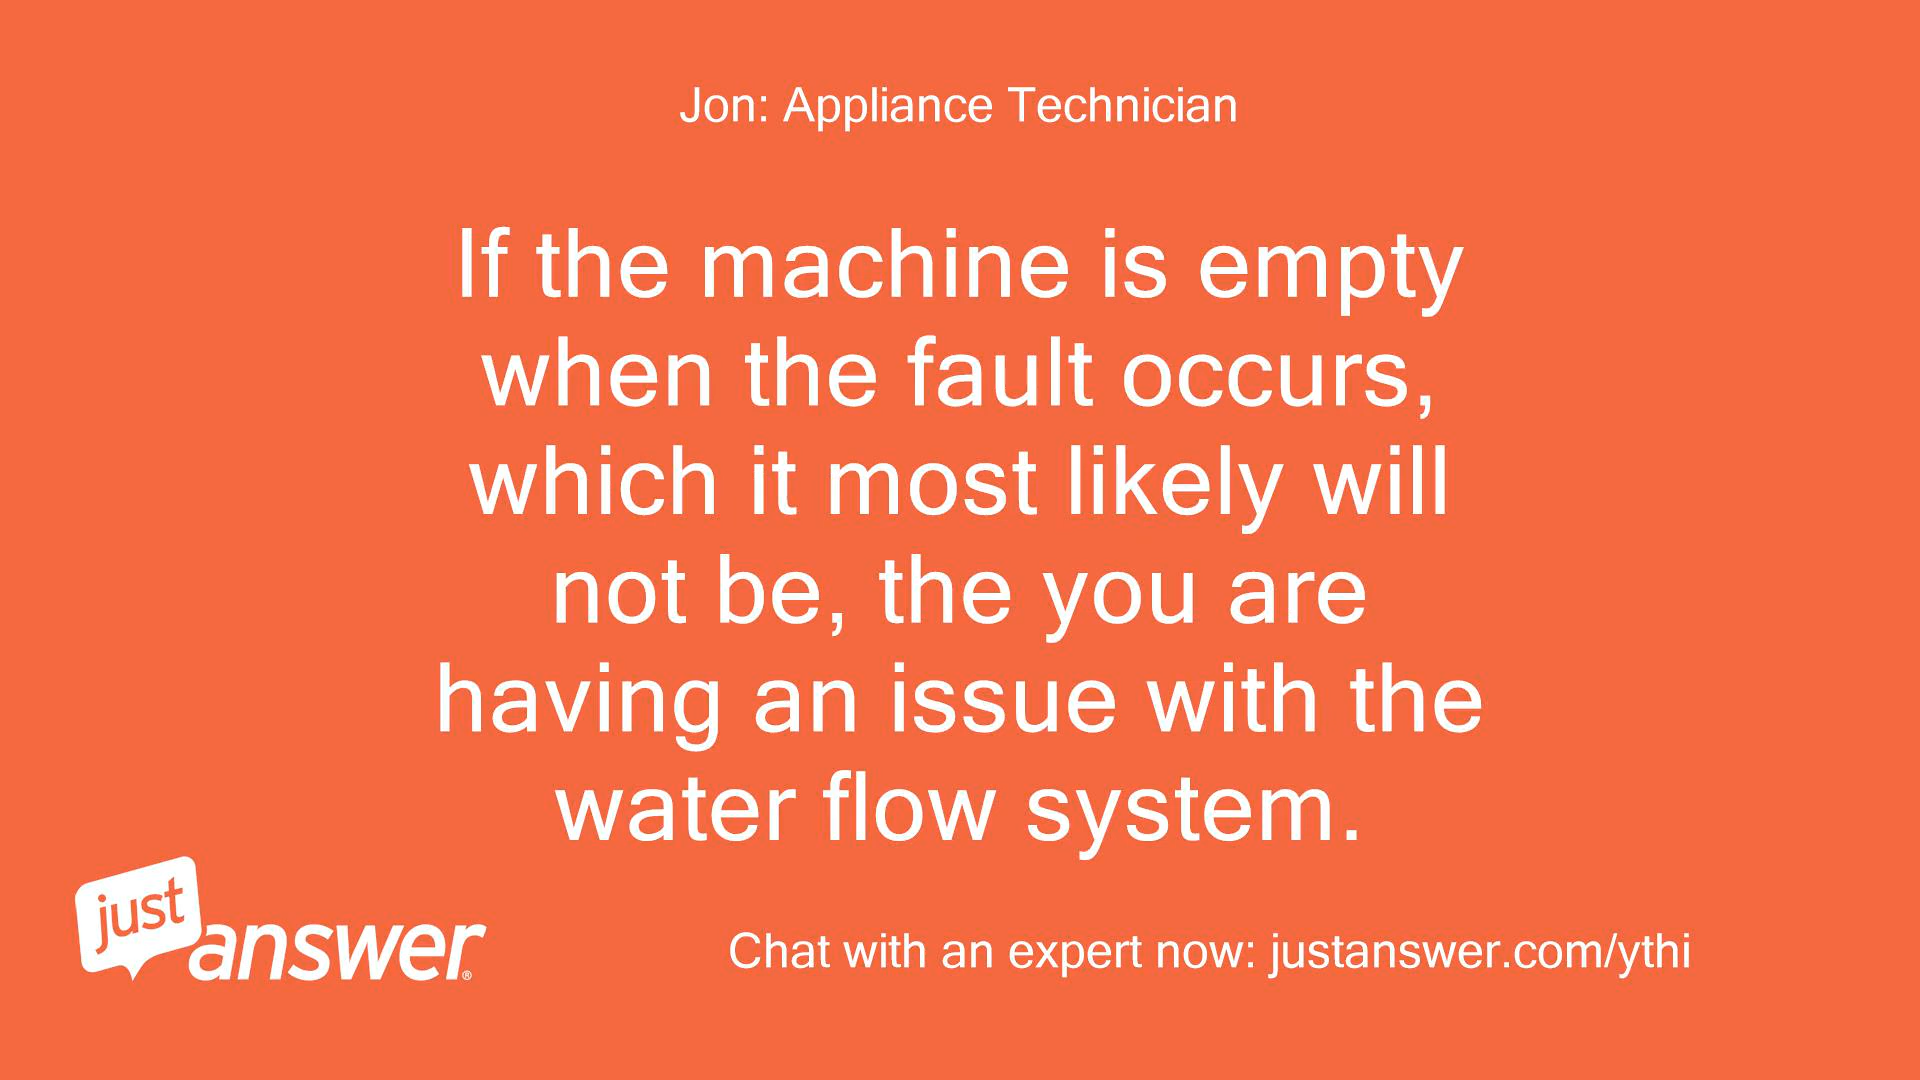 Jon: Appliance Technician
If the machine is empty
when the fault occurs,
which it most likely will
not be, the you are
having an issue with the
water flow system.
just
answer®
Chat with an expert now: justanswer.com/ythi